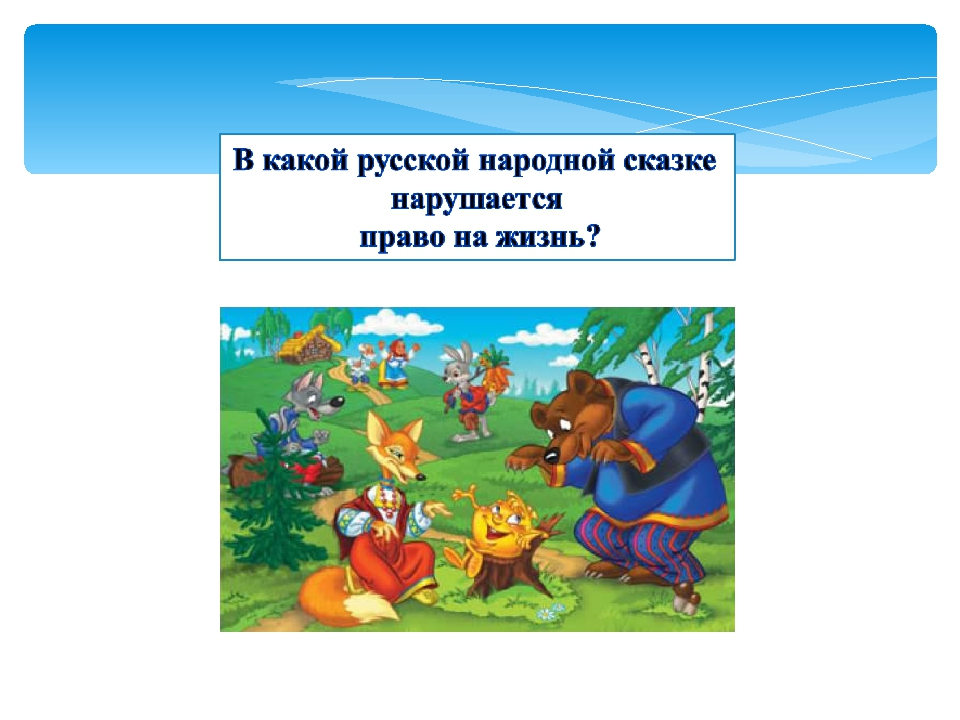 В какой русской народной сказке
нарушается
право на жизнь?